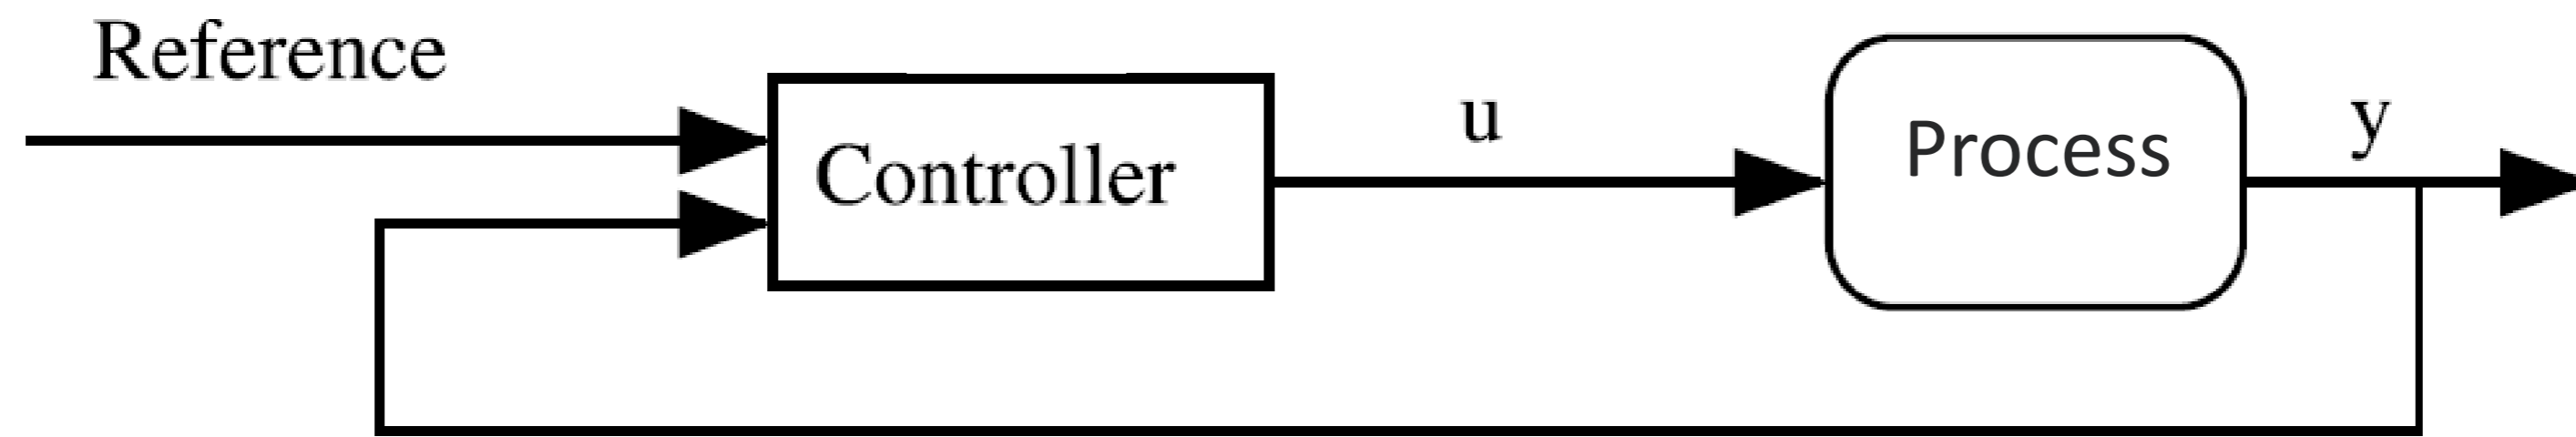 Reference
Controller
u
Process
y